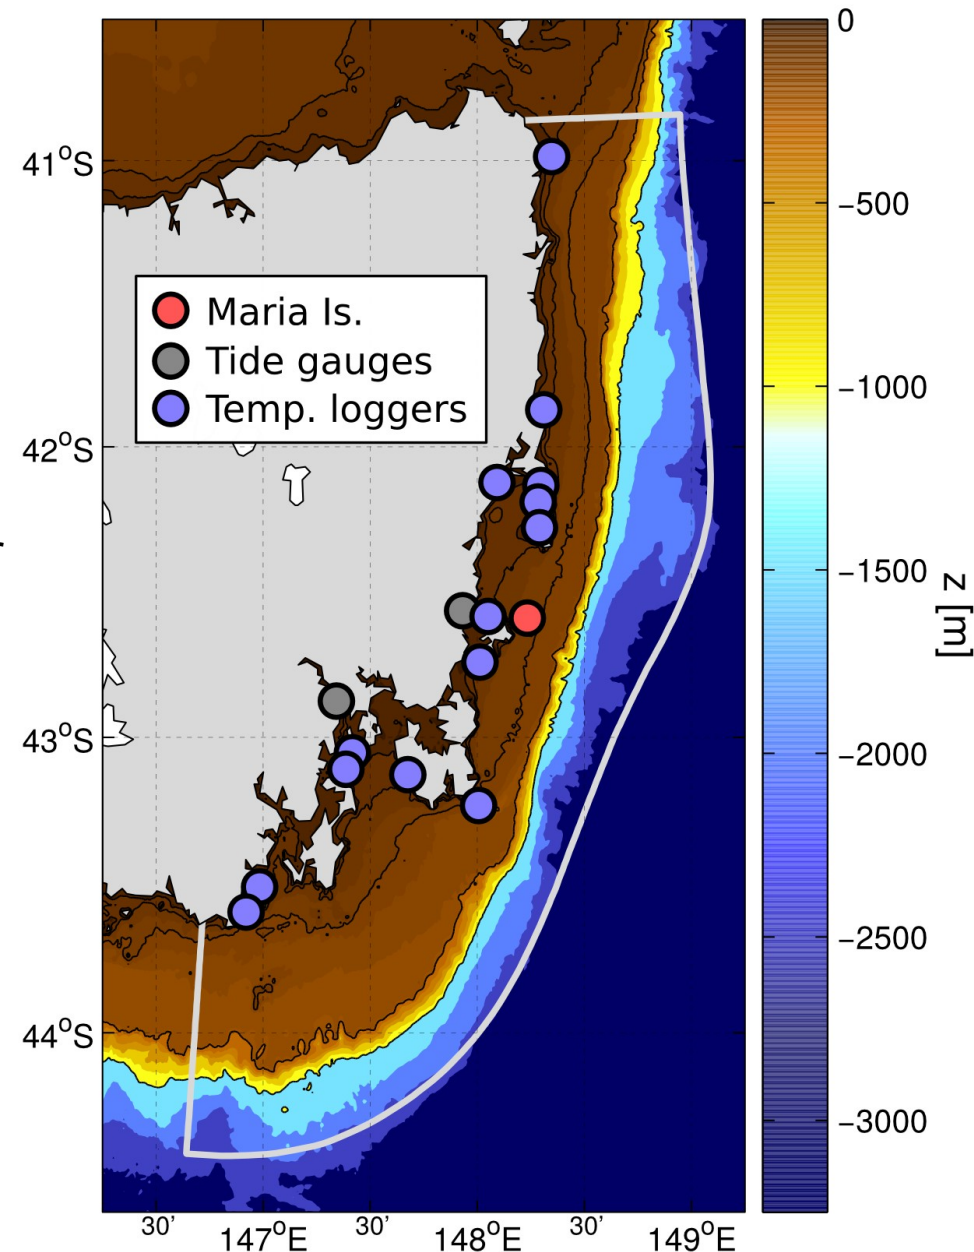 0
41°S
−500
Maria Is.
Tide gauges
Temp. loggers
−1000
42°S
−1500
z [m]
43°S
−2000
−2500
44°S
−3000
30’
147°E
30’
148°E
30’
149°E